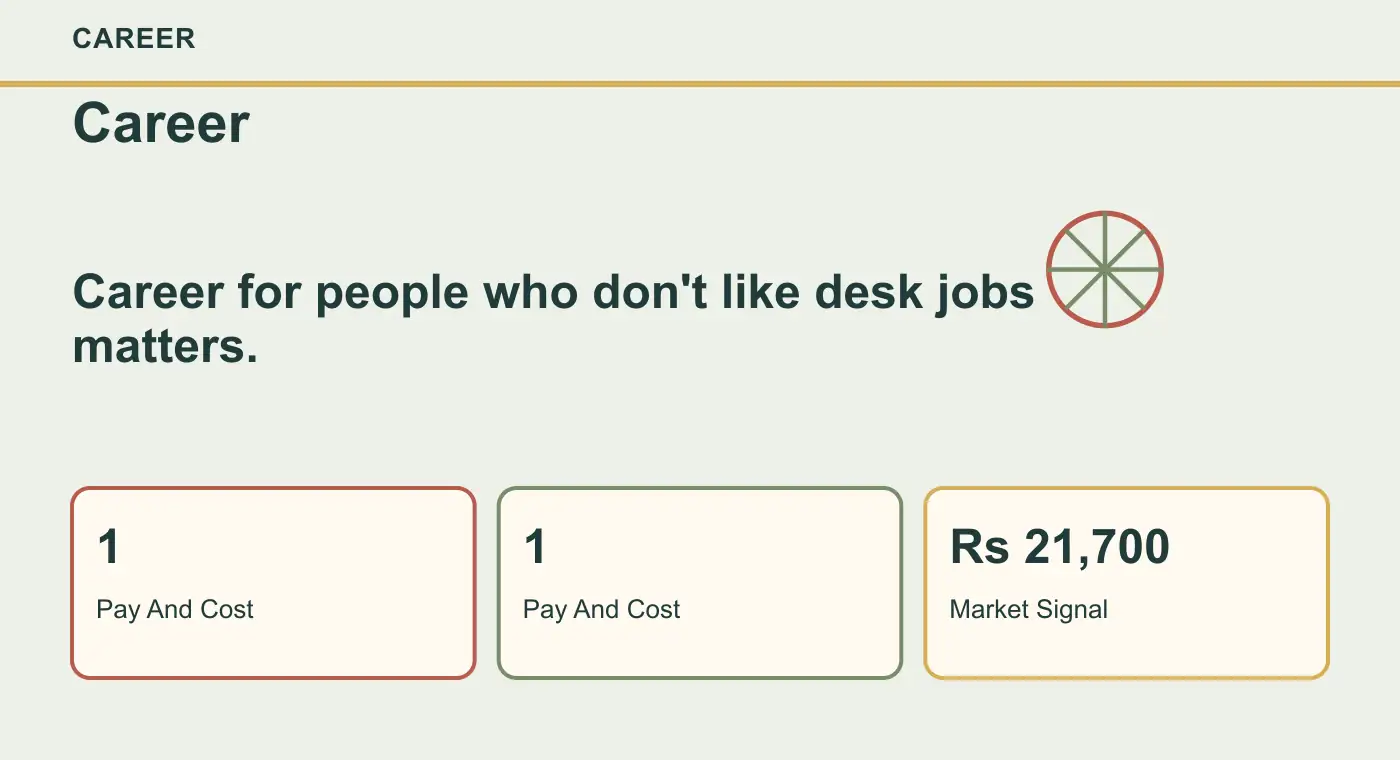 CAREER
Career
Career for people who don't like desk jobs
matters.
1
Pay And Cost
1
Pay And Cost
Rs 21,700
Market Signal